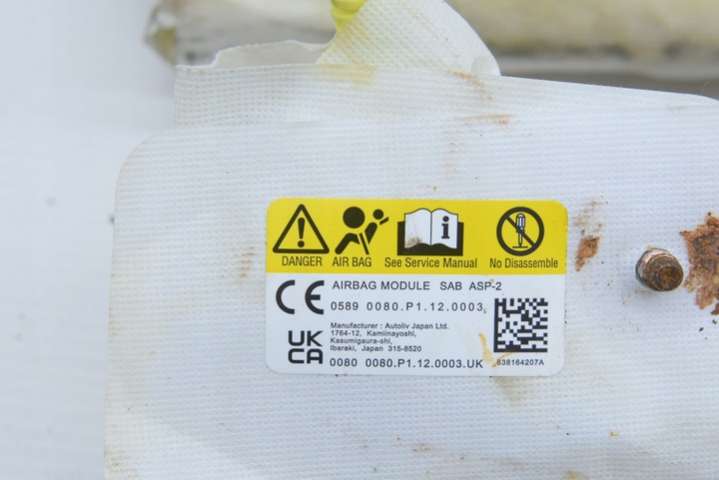 DANGER AIR BAG See Service Manual No Disassemble
AIRBAG MODULE SAB ASP-2
CE 0589 0080.P1.12.0003
Manufacturer : Autoliv Japan Ltd.
1764-12, Kamiinayoshi,
Kasumigaura-shi,
Ibaraki, Japan 315-8520
UK
CA 0080 0080.P1.12.0003.UK
638164207A